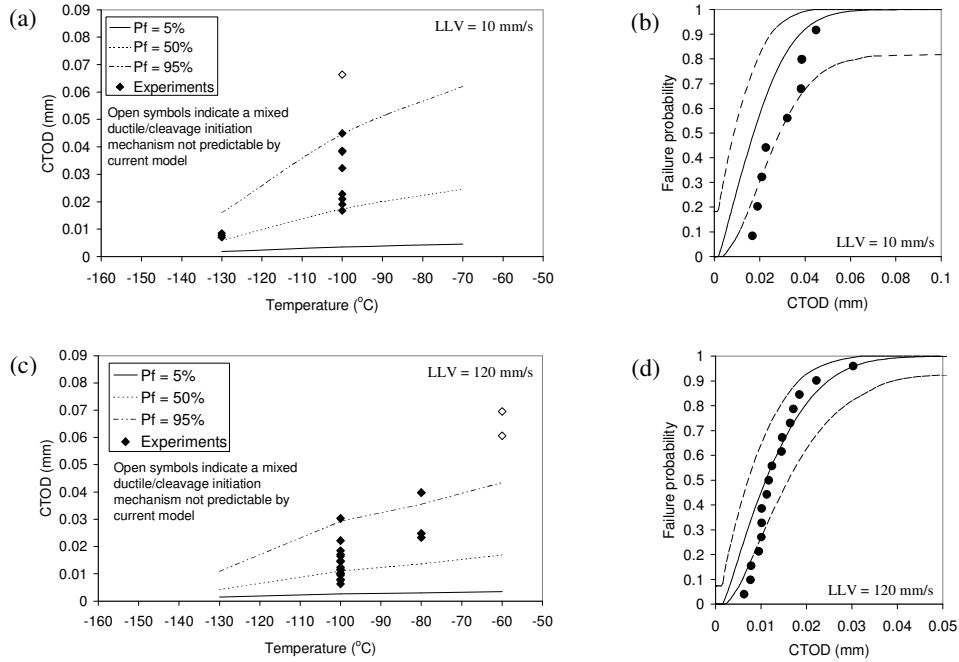 (a)
0.09
0.08
0.07
0.06
0.05
0.04
0.03
0.02
0.01
0
CTOD (mm)
Pf = 5%
Pf = 50%
Pf = 95%
Experiments
LLV = 10 mm/s
Open symbols indicate a mixed
ductile/cleavage initiation
mechanism not predictable by
current model
-160 -150 -140 -130 -120 -110 -100 -90 -80 -70 -60 -50
Temperature (°C)
(b)
1
0.9
0.8
0.7
0.6
0.5
0.4
0.3
0.2
0.1
0
Failure probability
LLV = 10 mm/s
0 0.02 0.04 0.06 0.08 0.1
CTOD (mm)
(c)
0.09
0.08
0.07
0.06
0.05
0.04
0.03
0.02
0.01
0
CTOD (mm)
Pf = 5%
Pf = 50%
Pf = 95%
Experiments
LLV = 120 mm/s
Open symbols indicate a mixed
ductile/cleavage initiation
mechanism not predictable by
current model
-160 -150 -140 -130 -120 -110 -100 -90 -80 -70 -60 -50
Temperature (°C)
(d)
1
0.9
0.8
0.7
0.6
0.5
0.4
0.3
0.2
0.1
0
Failure probability
LLV = 120 mm/s
0 0.01 0.02 0.03 0.04 0.05
CTOD (mm)